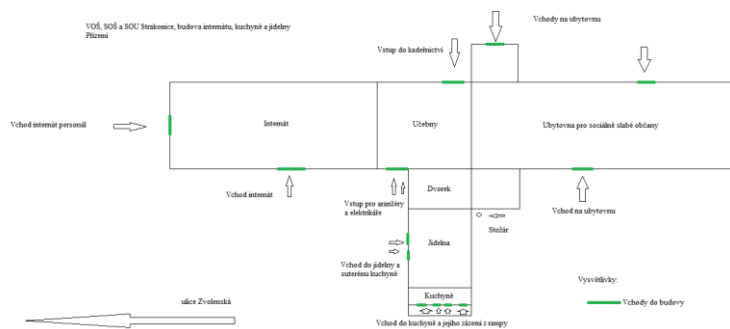 VOŠ, SOŠ a SOU Strakonice, budova internátu, kuchyně a jídelny
Přízemí
Vchody na ubytovnu
Vstup do kadeřnictví
Vchod internát personál
Internát
Učebny
Ubytovna pro sociálně slabé občany
Vchod internát
Vstup pro aranžéry
a elektrikáře
Dvorek
Vchod na ubytovnu
Stožár
Jídelna
Vchod do jídelny a
suterénu kuchyně
Kuchyně
Vysvětlivky:
ulice Zvolenská
Vchody do budovy
Vchod do kuchyně a jejího zázemí z rampy